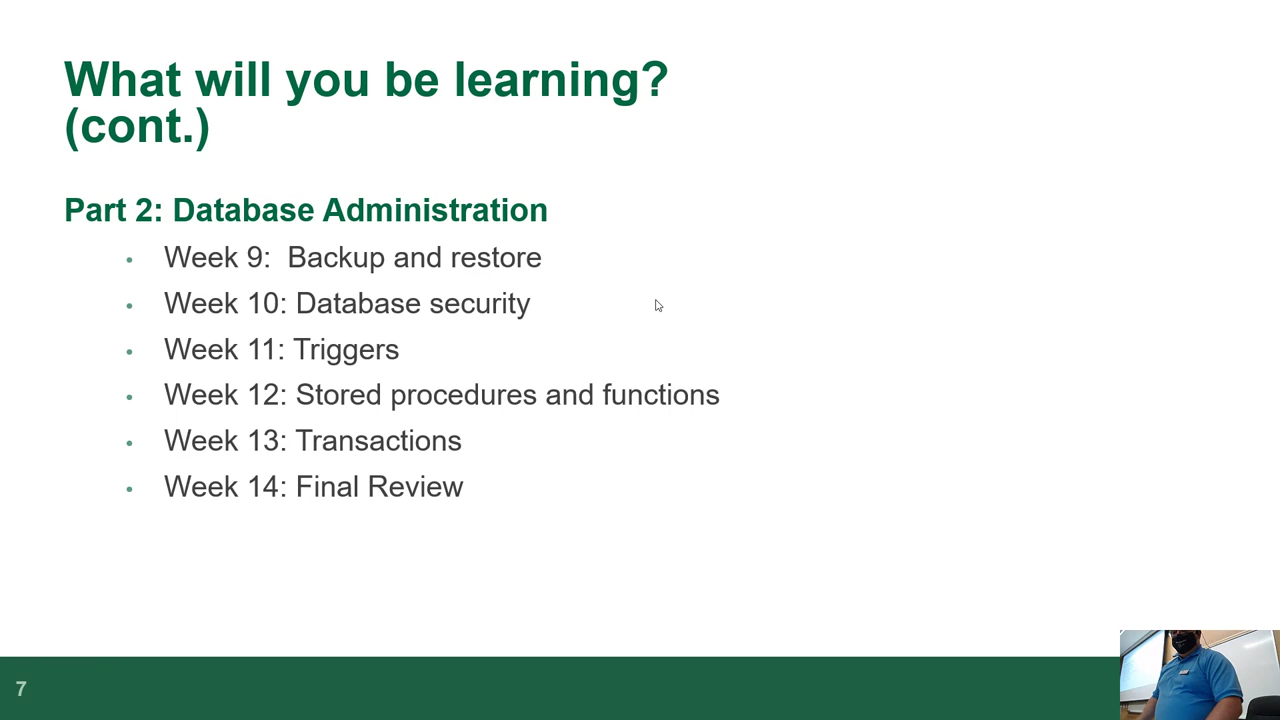 What will you be learning?
(cont.)
Part 2: Database Administration
• Week 9:  Backup and restore
• Week 10: Database security
• Week 11: Triggers
• Week 12: Stored procedures and functions
• Week 13: Transactions
• Week 14: Final Review
7